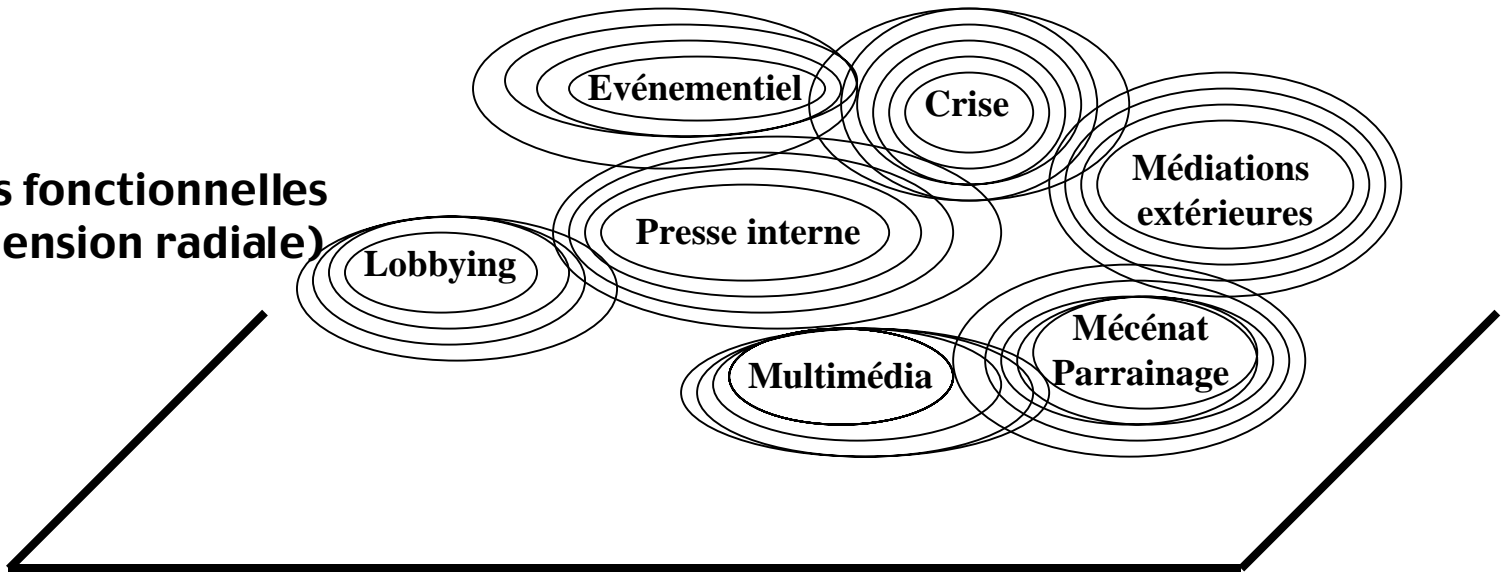 Evénementiel
Crise
Médiations
extérieures
s fonctionnelles
ension radiale)
Presse interne
Lobbying
Mécénat
Parrainage
Multimédia